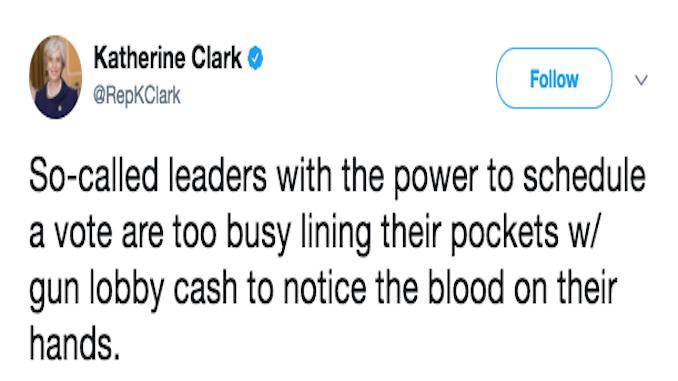 Katherine Clark
@RepKClark
Follow
So-called leaders with the power to schedule
a vote are too busy lining their pockets w/
gun lobby cash to notice the blood on their
hands.